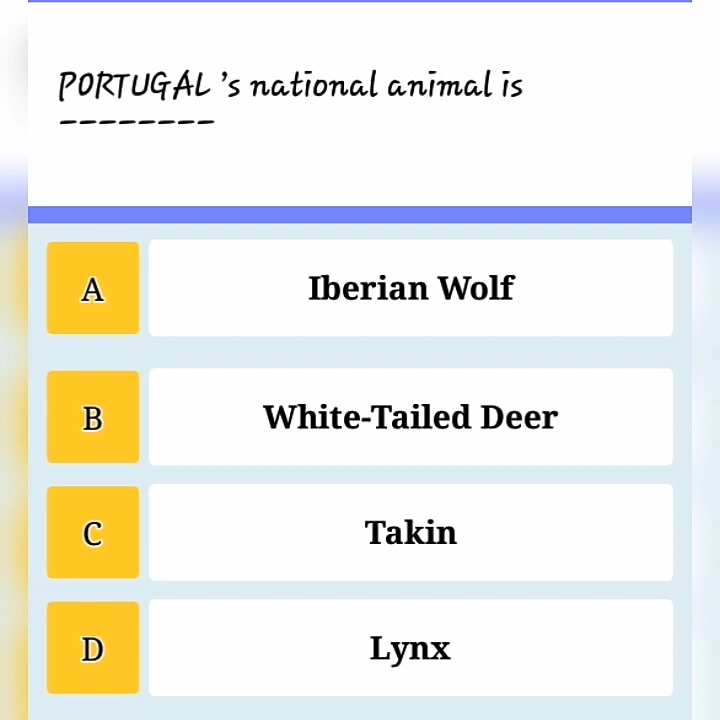 PORTUGAL 's national animal is
--------
A
Iberian Wolf
B
White-Tailed Deer
C
Takin
D
Lynx